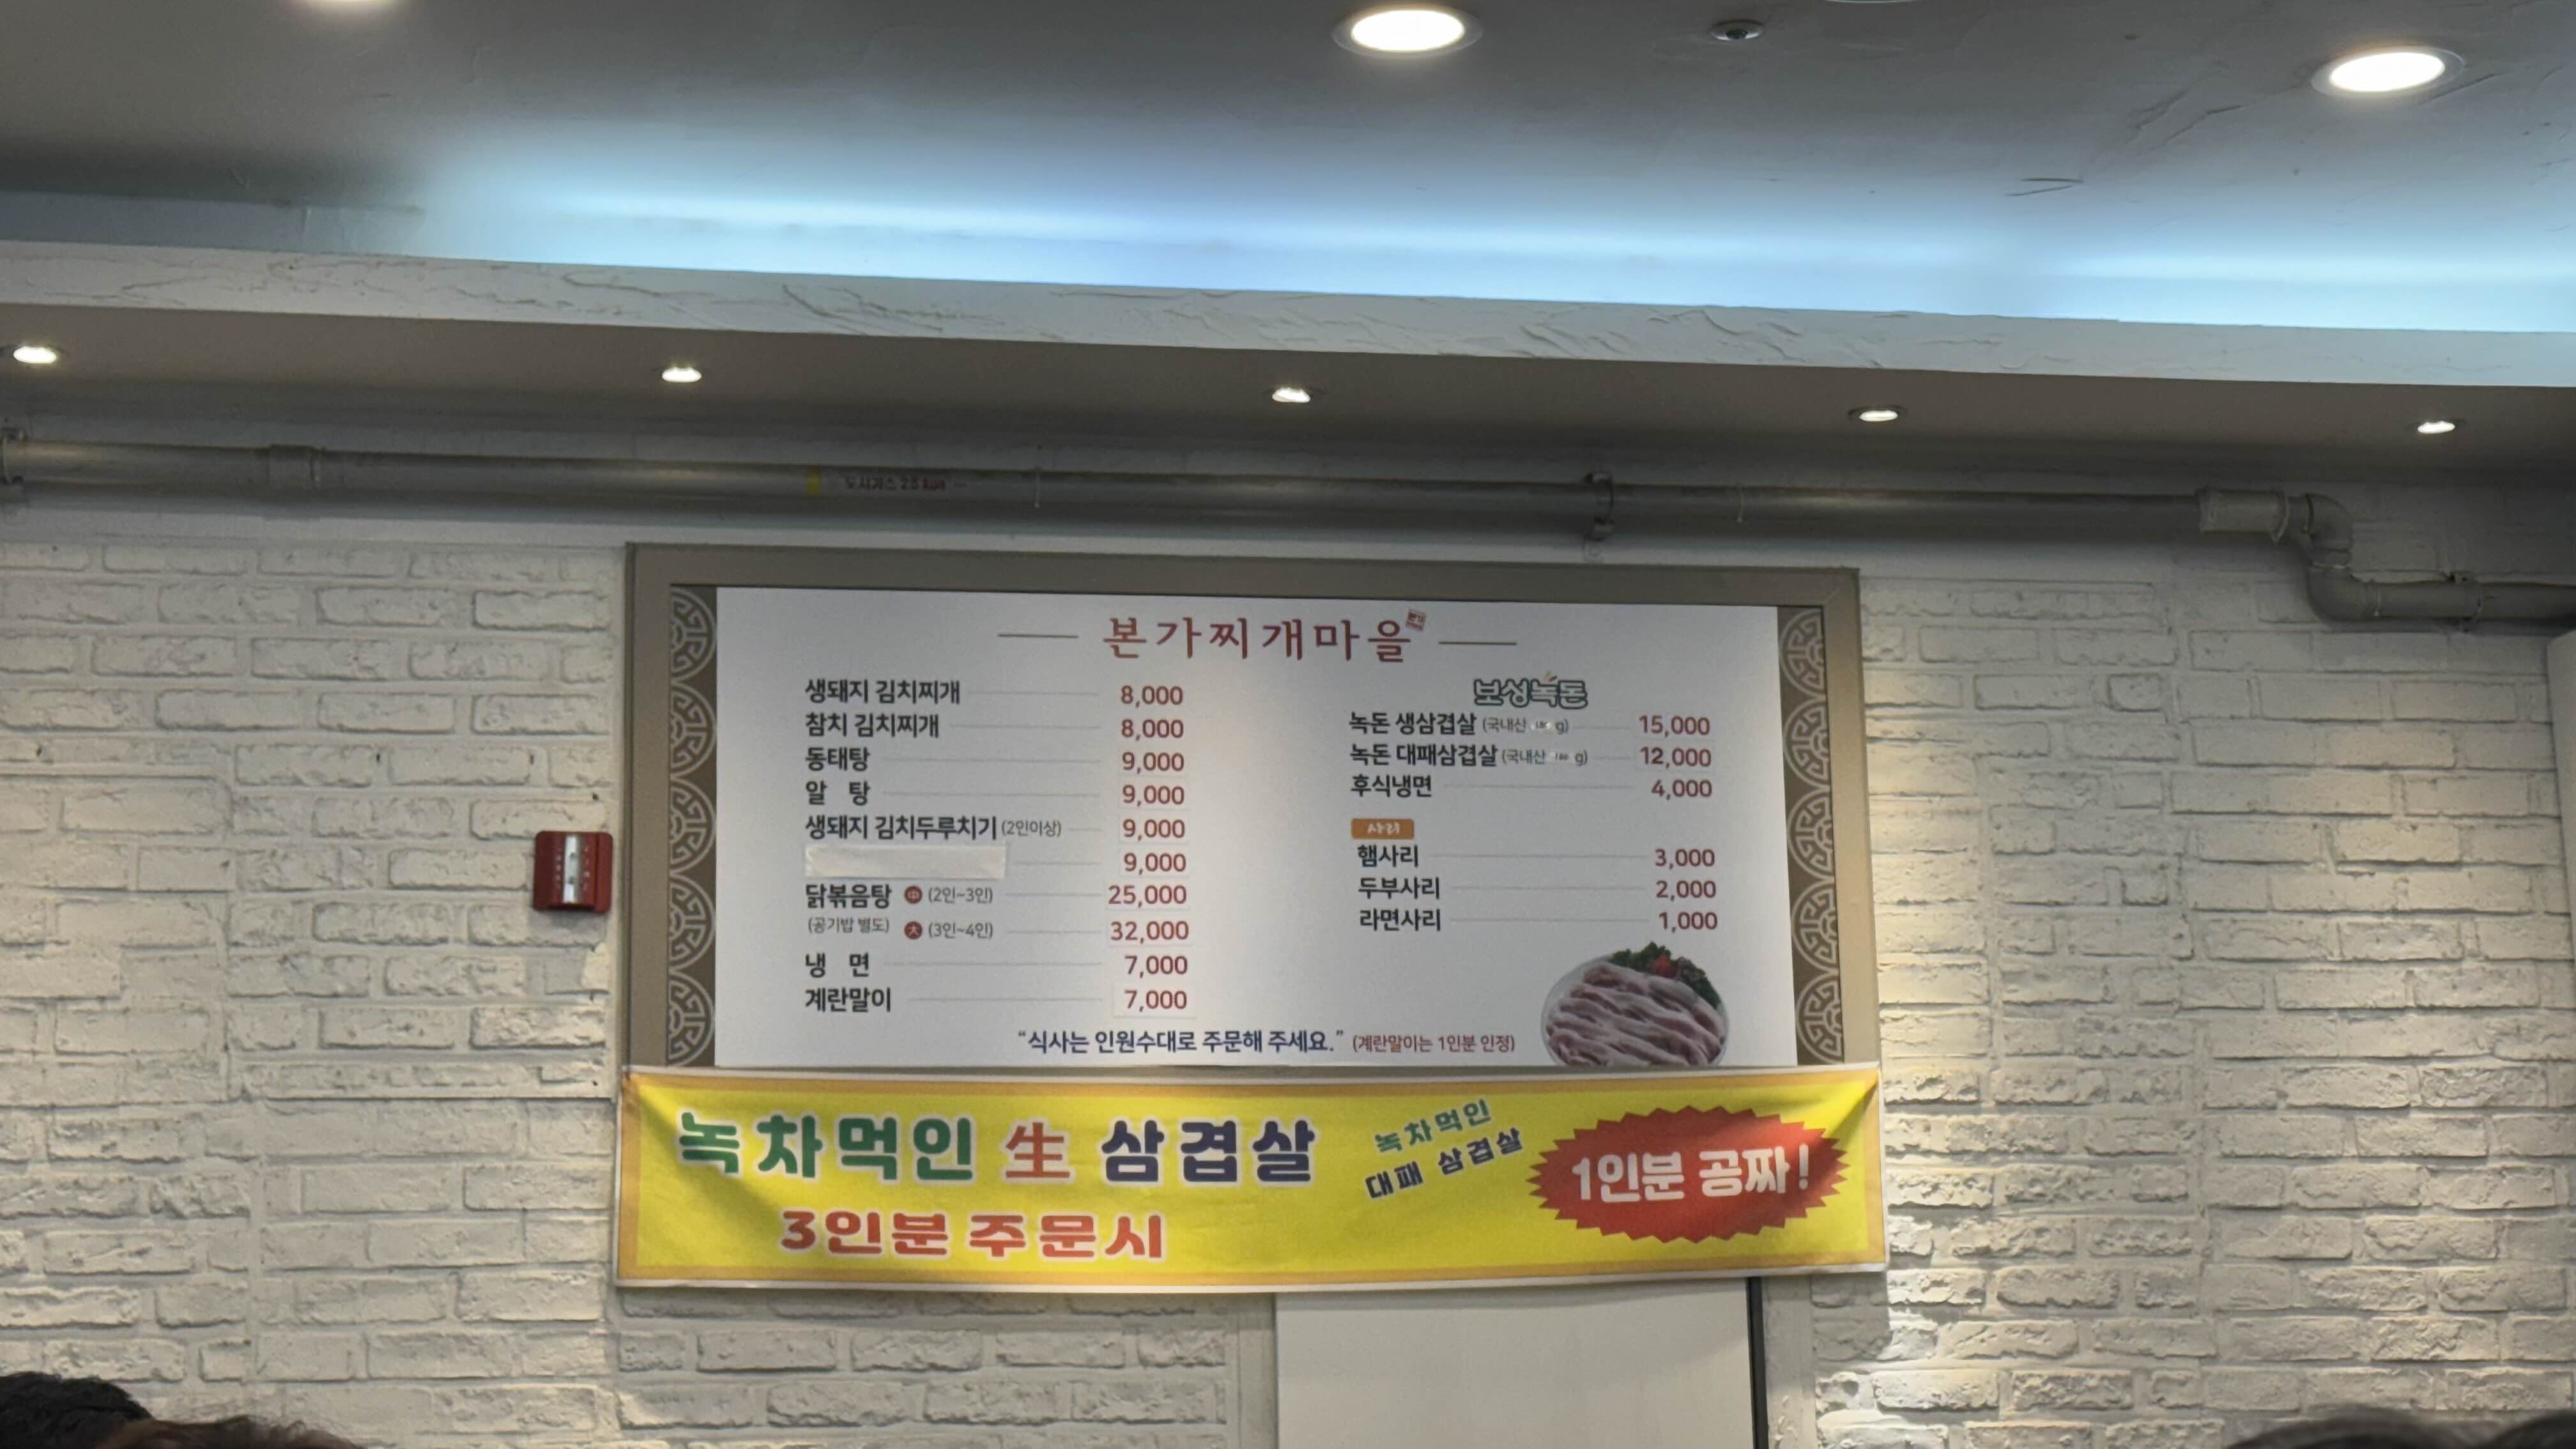 도시가스 2.5 kPa
본가찌개마을
생돼지 김치찌개 8,000
참치 김치찌개 8,000
동태탕 9,000
알 탕 9,000
생돼지 김치두루치기 (2인이상) 9,000
9,000
닭볶음탕 中 (2인~3인) 25,000
(공기밥 별도) 大 (3인~4인) 32,000
냉 면 7,000
계란말이 7,000
보성녹돈
녹돈 생삼겹살 (국내산 180 g) 15,000
녹돈 대패삼겹살 (국내산 g) 12,000
후식냉면 4,000
사리
햄사리 3,000
두부사리 2,000
라면사리 1,000
“식사는 인원수대로 주문해 주세요.” (계란말이는 1인분 인정)
녹차먹인 生 삼겹살
3인분 주문시
녹차먹인
대패 삼겹살
1인분 공짜!